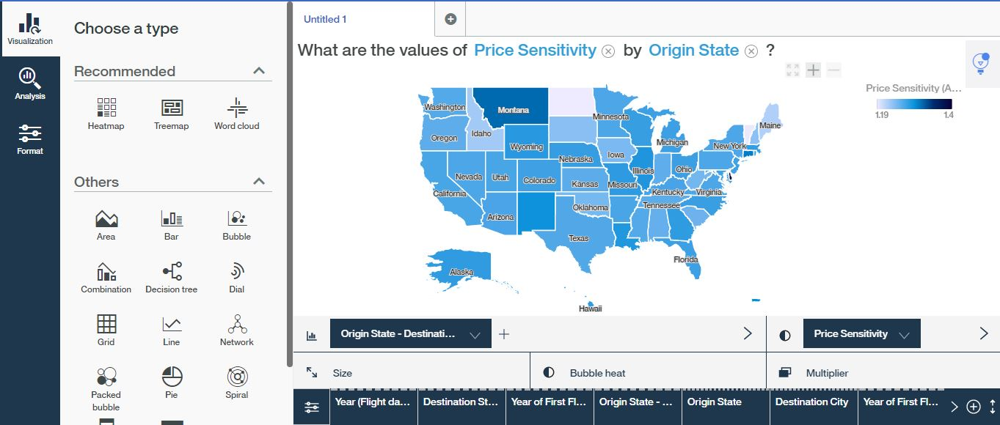 Visualization
Analysis
Format
Choose a type
Recommended
Heatmap
Treemap
Word cloud
Others
Area
Bar
Bubble
Combination
Decision tree
Dial
Grid
Line
Network
Packed
bubble
Pie
Spiral
Untitled 1
What are the values of Price Sensitivity by Origin State ?
Price Sensitivity (A...
1.19 1.4
Washington
Montana
Minnesota
Maine
Oregon
Idaho
Wyoming
Michigan
New York
Iowa
Nebraska
Illinois
Ohio
Nevada
Utah
Colorado
Kansas
Missouri
California
Kentucky
Virginia
Oklahoma
Tennessee
Arizona
Texas
Florida
Alaska
Hawaii
Origin State - Destinati...
Price Sensitivity
Size
Bubble heat
Multiplier
Year (Flight da...
Destination St...
Year of First Fl...
Origin State - ...
Origin State
Destination City
Year of First Fl...